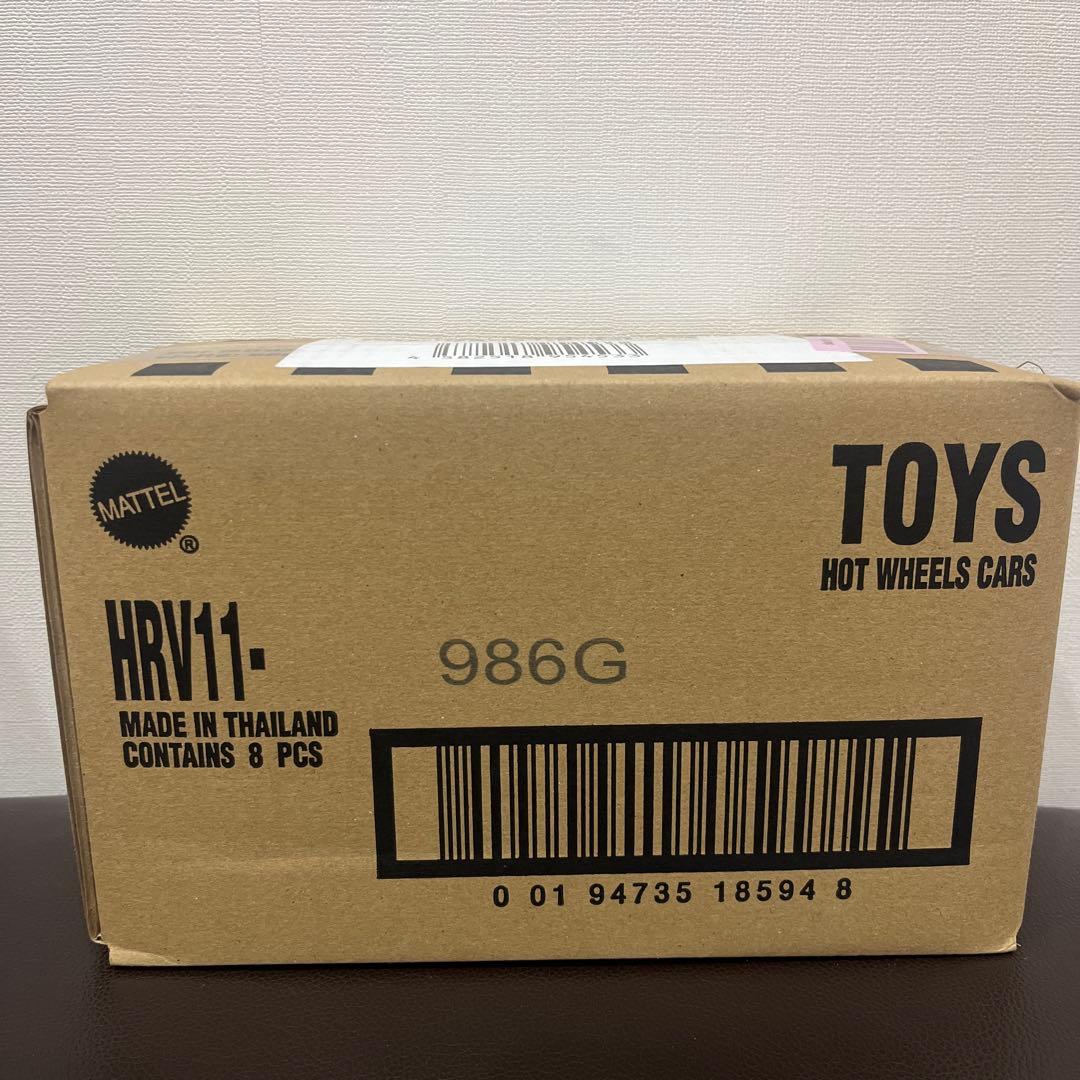 MATTEL
®
TOYS
HOT WHEELS CARS
HRV11-
986G
MADE IN THAILAND
CONTAINS 8 PCS
0 01 94735 18594 8